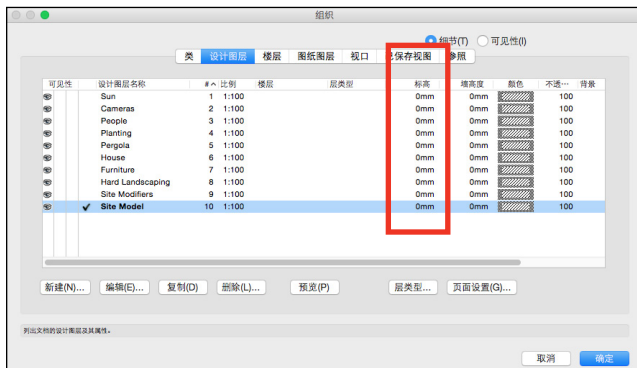 组织
细节(T) 可见性(I)
类 设计图层 楼层 图纸图层 视口 已保存视图 参照
可见性 设计图层名称 # 比例 楼层 层类型 标高 墙高度 颜色 不透… 背景
Sun 1 1:100 0mm 0mm 100
Cameras 2 1:100 0mm 0mm 100
People 3 1:100 0mm 0mm 100
Planting 4 1:100 0mm 0mm 100
Pergola 5 1:100 0mm 0mm 100
House 6 1:100 0mm 0mm 100
Furniture 7 1:100 0mm 0mm 100
Hard Landscaping 8 1:100 0mm 0mm 100
Site Modifiers 9 1:100 0mm 0mm 100
Site Model 10 1:100 0mm 0mm 100
新建(N)... 编辑(E)... 复制(D) 删除(L)... 预览(P) 层类型... 页面设置(G)...
列出文档的设计图层及其属性。
取消 确定